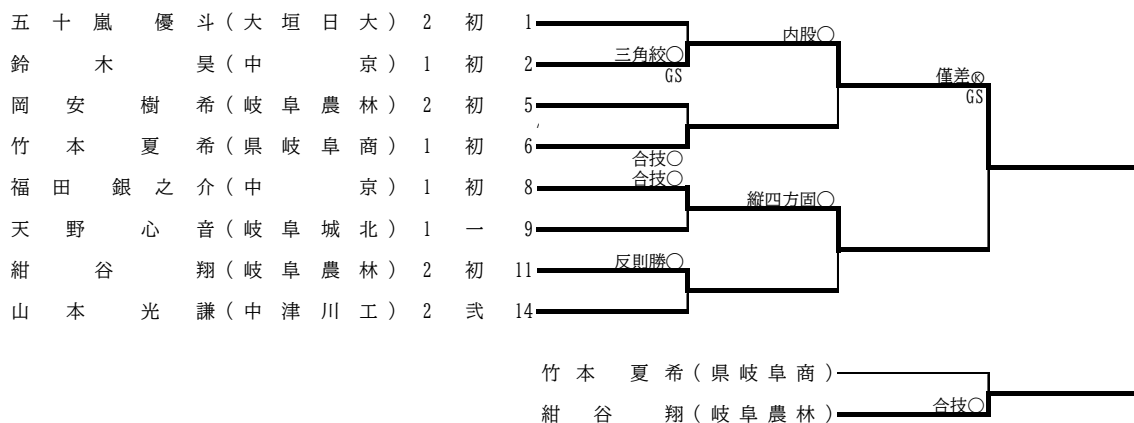 五十嵐 優斗(大垣日大) 2 初 1
内股○
鈴木 昊(中京) 1 初 2
三角絞○
GS
僅差Ⓚ
GS
岡安 樹希(岐阜農林) 2 初 5
竹本 夏希(県岐阜商) 1 初 6
合技○
合技○
福田 銀之介(中京) 1 初 8
縦四方固○
天野 心音(岐阜城北) 1 一 9
紺谷 翔(岐阜農林) 2 初 11
反則勝○
山本 光謙(中津川工) 2 弐 14
竹本 夏希(県岐阜商)
紺谷 翔(岐阜農林)
合技○